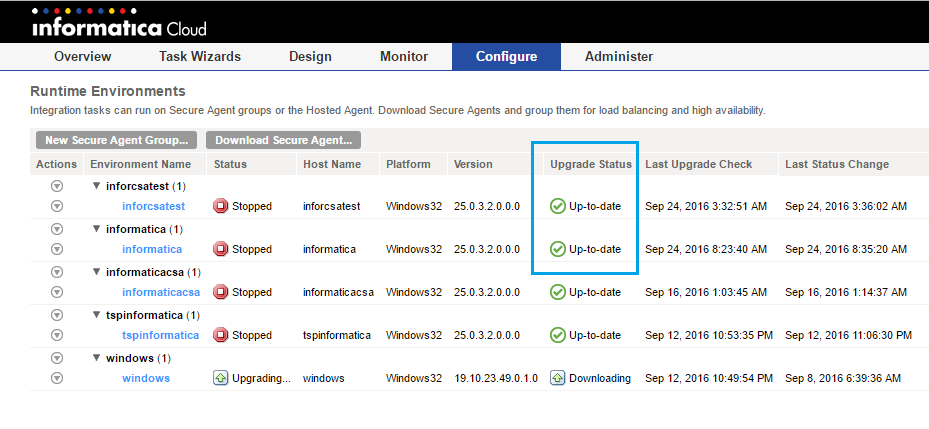 informatica Cloud
Overview Task Wizards Design Monitor Configure Administer
Runtime Environments
Integration tasks can run on Secure Agent groups or the Hosted Agent. Download Secure Agents and group them for load balancing and high availability.
New Secure Agent Group... Download Secure Agent...
Actions Environment Name Status Host Name Platform Version Upgrade Status Last Upgrade Check Last Status Change
inforcsatest (1)
inforcsatest Stopped inforcsatest Windows32 25.0.3.2.0.0.0 Up-to-date Sep 24, 2016 3:32:51 AM Sep 24, 2016 3:36:02 AM
informatica (1)
informatica Stopped informatica Windows32 25.0.3.2.0.0.0 Up-to-date Sep 24, 2016 8:23:40 AM Sep 24, 2016 8:35:20 AM
informaticacsa (1)
informaticacsa Stopped informaticacsa Windows32 25.0.3.2.0.0.0 Up-to-date Sep 16, 2016 1:03:45 AM Sep 16, 2016 1:14:37 AM
tspinformatica (1)
tspinformatica Stopped tspinformatica Windows32 25.0.3.2.0.0.0 Up-to-date Sep 12, 2016 10:53:35 PM Sep 12, 2016 11:06:30 PM
windows (1)
windows Upgrading... windows Windows32 19.10.23.49.0.1.0 Downloading Sep 12, 2016 10:49:54 PM Sep 8, 2016 6:39:36 AM